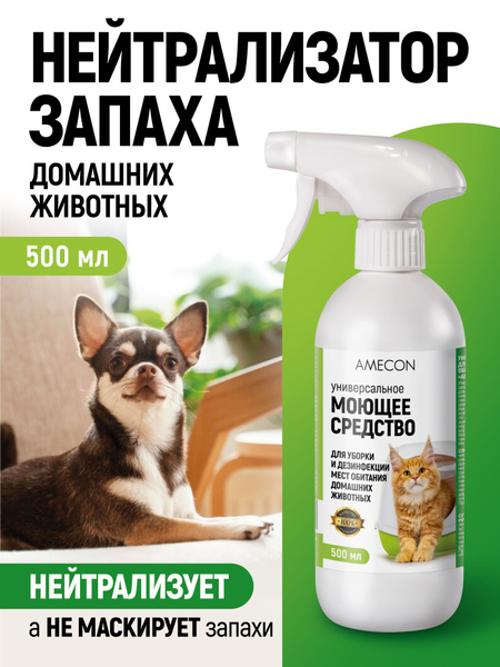 НЕЙТРАЛИЗАТОР
ЗАПАХА
ДОМАШНИХ
ЖИВОТНЫХ
500 мл
AMECON
универсальное
МОЮЩЕЕ
СРЕДСТВО
ДЛЯ УБОРКИ
И ДЕЗИНФЕКЦИИ
МЕСТ ОБИТАНИЯ
ДОМАШНИХ
ЖИВОТНЫХ
100%
500 мл
НЕЙТРАЛИЗУЕТ
а НЕ МАСКИРУЕТ запахи